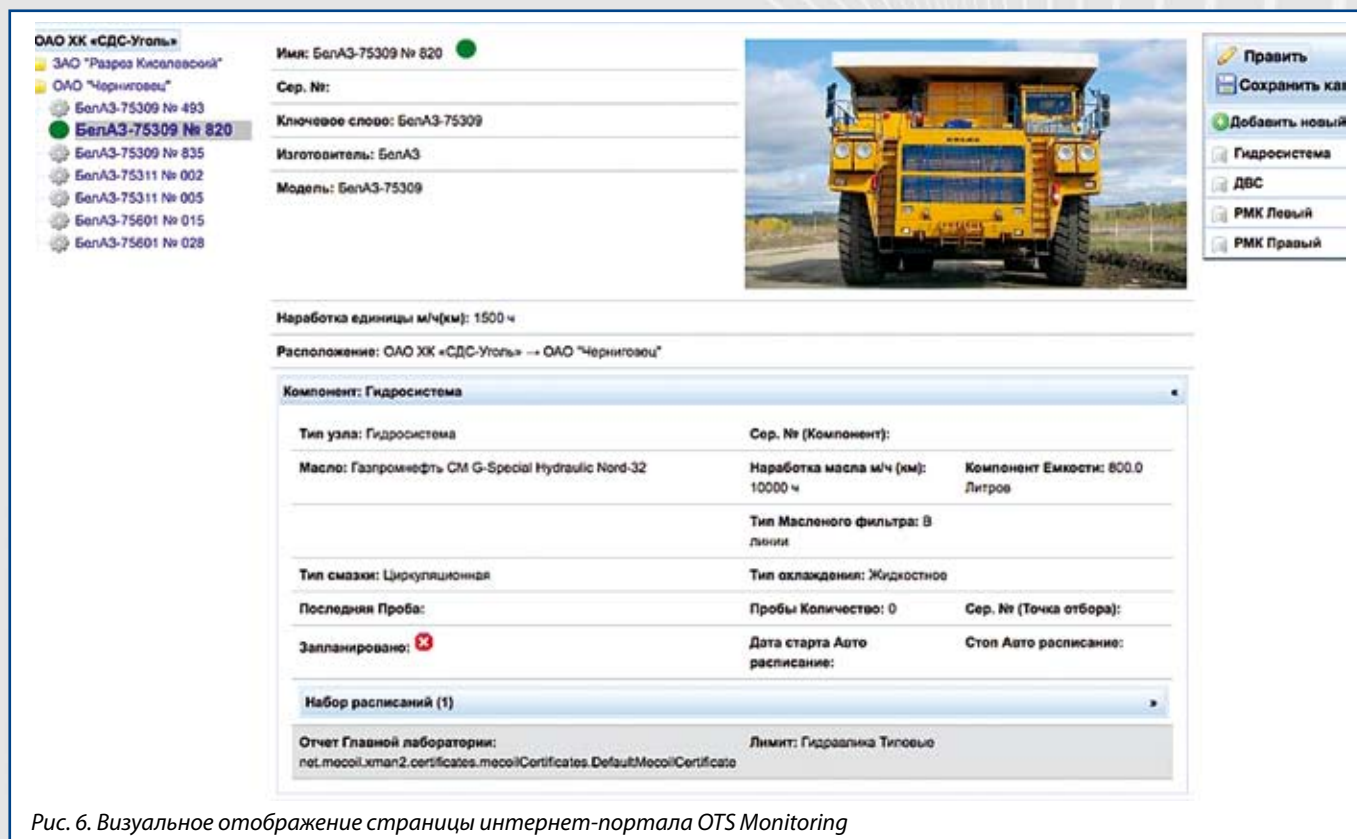 ОАО ХК «СДС-Уголь»
ЗАО "Разрез Киселевский"
ОАО "Черниговец"
БелАЗ-75309 № 493
БелАЗ-75309 № 820
БелАЗ-75309 № 835
БелАЗ-75311 № 002
БелАЗ-75311 № 005
БелАЗ-75601 № 015
БелАЗ-75601 № 028
Имя: БелАЗ-75309 № 820
Сер. №:
Ключевое слово: БелАЗ-75309
Изготовитель: БелАЗ
Модель: БелАЗ-75309
Править
Сохранить как
Добавить новый
Гидросистема
ДВС
РМК Левый
РМК Правый
Наработка единицы м/ч(км): 1500 ч
Расположение: ОАО ХК «СДС-Уголь» → ОАО "Черниговец"
Компонент: Гидросистема «
Тип узла: Гидросистема
Сер. № (Компонент):
Масло: Газпромнефть СМ G-Special Hydraulic Nord-32
Наработка масла м/ч (км):
10000 ч
Компонент Емкости: 800.0
Литров
Тип Масленого фильтра: В
линии
Тип смазки: Циркуляционная
Тип охлаждения: Жидкостное
Последняя Проба:
Пробы Количество: 0
Сер. № (Точка отбора):
Запланировано:
Дата старта Авто
расписание:
Стоп Авто расписание:
Набор расписаний (1) »
Отчет Главной лаборатории:
net.mecoil.xman2.certificates.mecoilCertificates.DefaultMecoilCertificate
Лимит: Гидравлика Типовые
Рис. 6. Визуальное отображение страницы интернет-портала OTS Monitoring